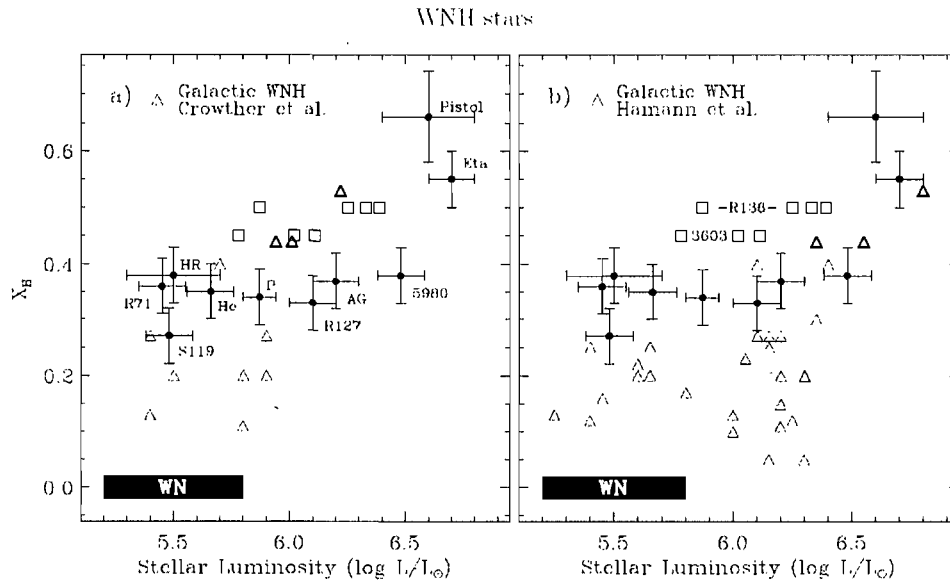 WNH stars
a) △ Galactic WNH
Crowther et al.
Pistol
Eta
HR
R71
He
P
AG
5980
R127
S119
WN
b) △ Galactic WNH
Hamann et al.
-R136-
3603
WN
X_H
0.6
0.4
0.2
0.0
5.5
6.0
6.5
5.5
6.0
6.5
Stellar Luminosity (log L/L☉)
Stellar Luminosity (log L/L☉)